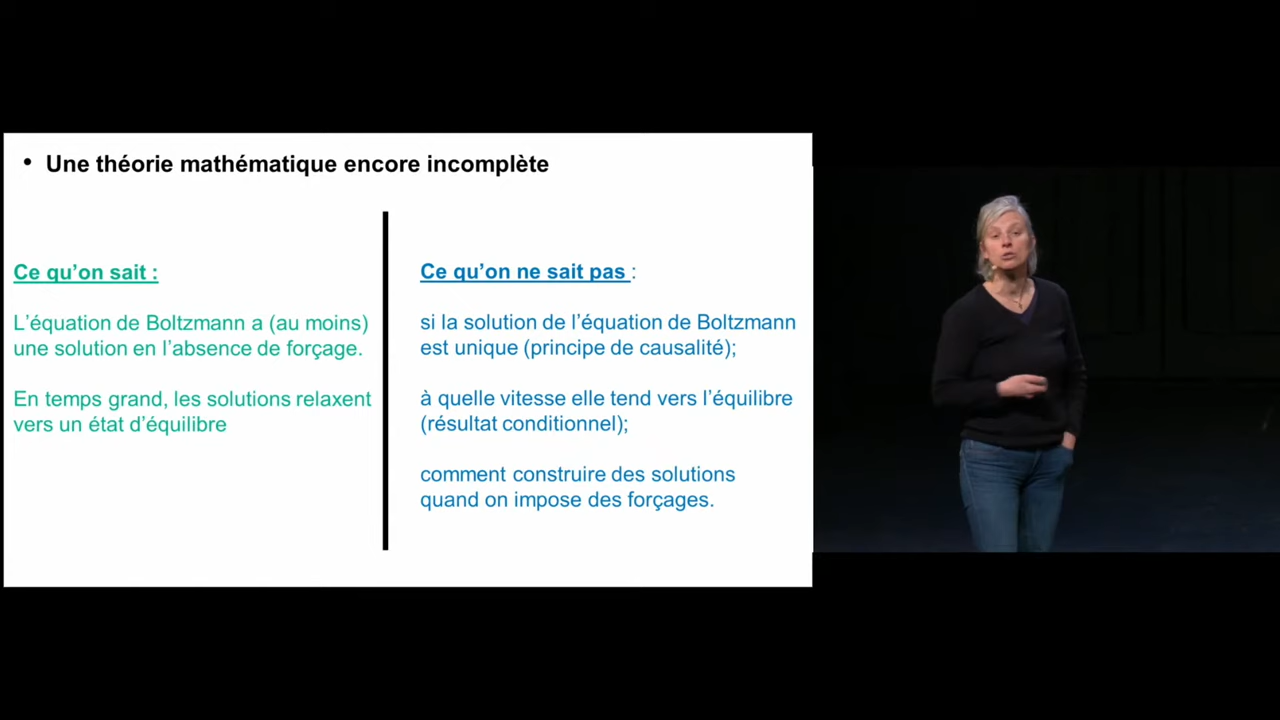 • Une théorie mathématique encore incomplète
Ce qu’on sait :
L’équation de Boltzmann a (au moins)
une solution en l’absence de forçage.
En temps grand, les solutions relaxent
vers un état d’équilibre
Ce qu’on ne sait pas :
si la solution de l’équation de Boltzmann
est unique (principe de causalité);
à quelle vitesse elle tend vers l’équilibre
(résultat conditionnel);
comment construire des solutions
quand on impose des forçages.